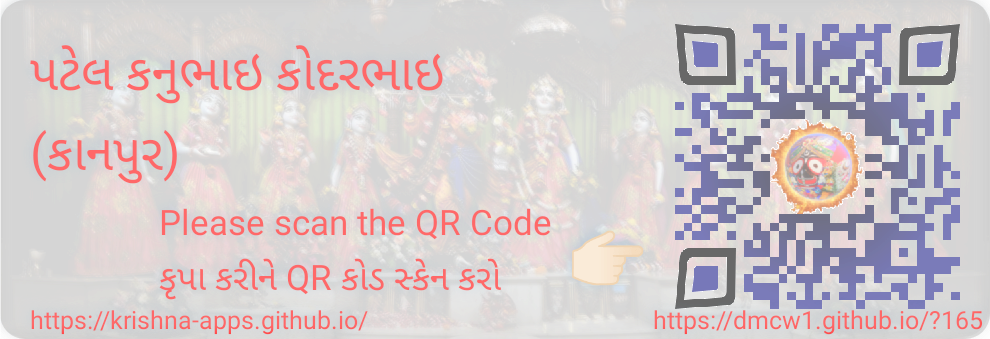 પટેલ કનુભાઇ કોદરભાઇ
(કાનપુર)
Please scan the QR Code
કૃપા કરીને QR કોડ સ્કેન કરો
https://krishna-apps.github.io/
https://dmcw1.github.io/?165